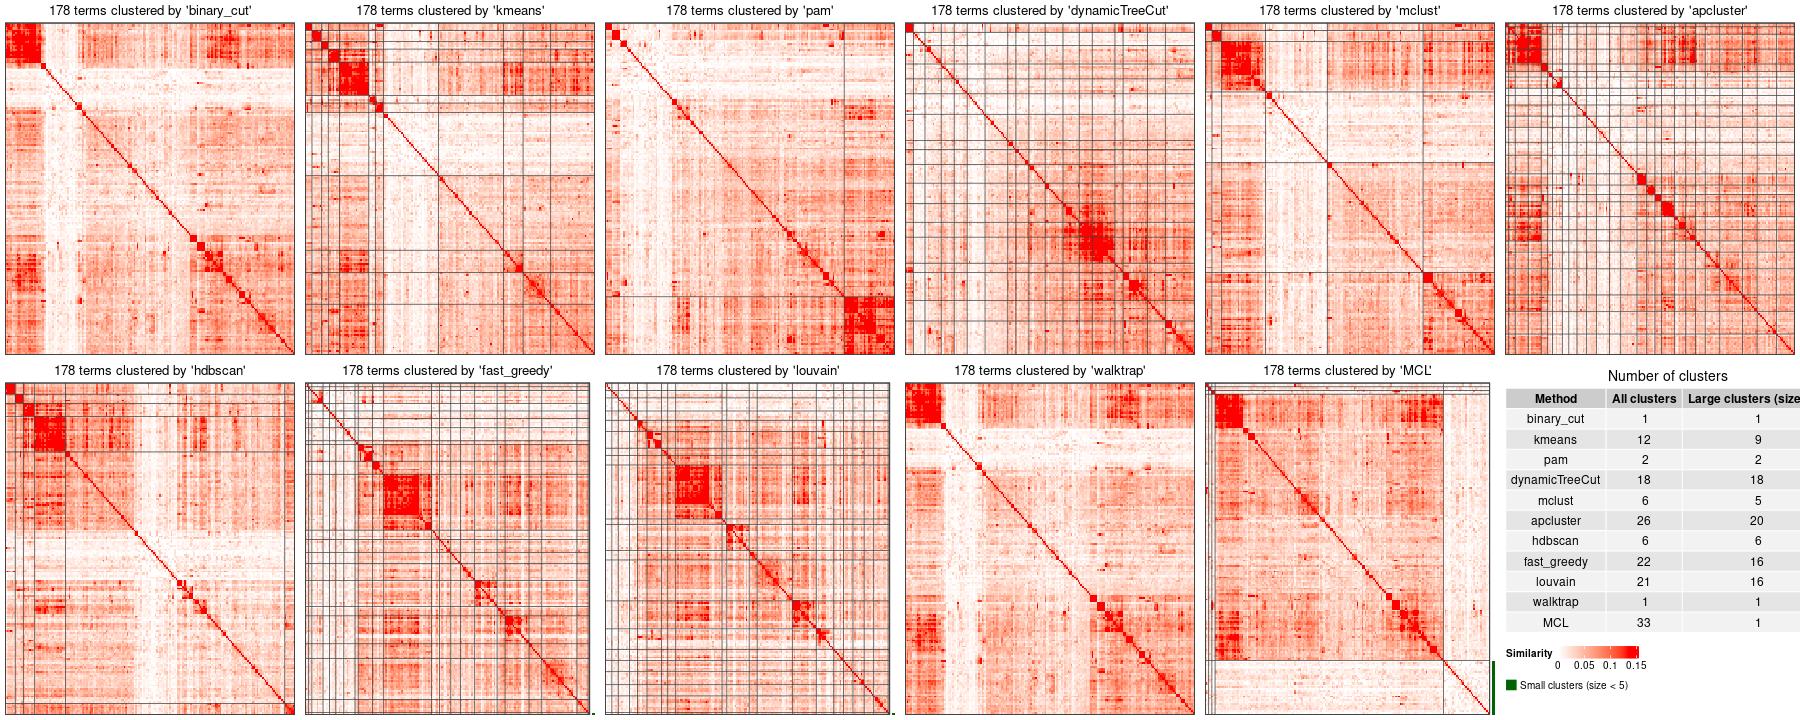 178 terms clustered by 'binary_cut'
178 terms clustered by 'kmeans'
178 terms clustered by 'pam'
178 terms clustered by 'dynamicTreeCut'
178 terms clustered by 'mclust'
178 terms clustered by 'apcluster'
178 terms clustered by 'hdbscan'
178 terms clustered by 'fast_greedy'
178 terms clustered by 'louvain'
178 terms clustered by 'walktrap'
178 terms clustered by 'MCL'
Number of clusters
Method All clusters Large clusters (size
binary_cut 1 1
kmeans 12 9
pam 2 2
dynamicTreeCut 18 18
mclust 6 5
apcluster 26 20
hdbscan 6 6
fast_greedy 22 16
louvain 21 16
walktrap 1 1
MCL 33 1
Similarity
0 0.05 0.1 0.15
Small clusters (size < 5)